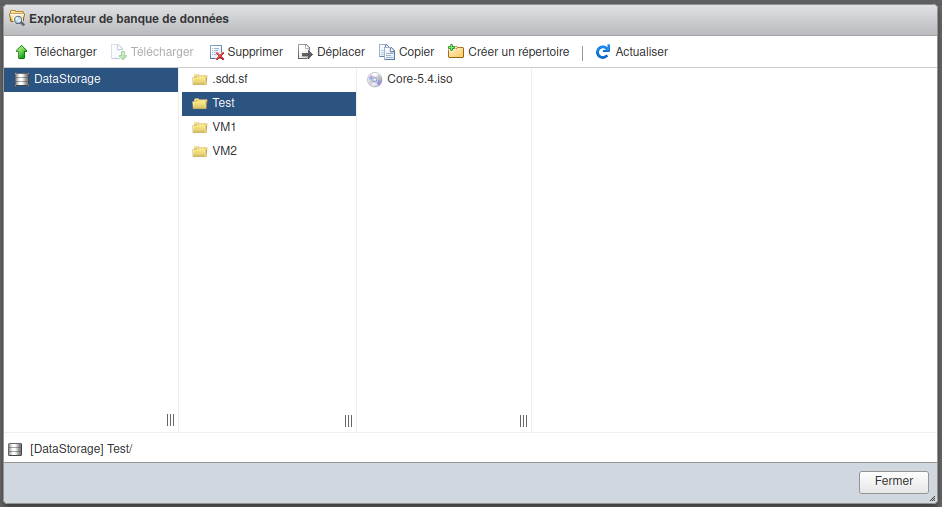 Explorateur de banque de données
Télécharger Télécharger Supprimer Déplacer Copier Créer un répertoire Actualiser
DataStorage .sdd.sf Core-5.4.iso
Test
VM1
VM2
[DataStorage] Test/
Fermer